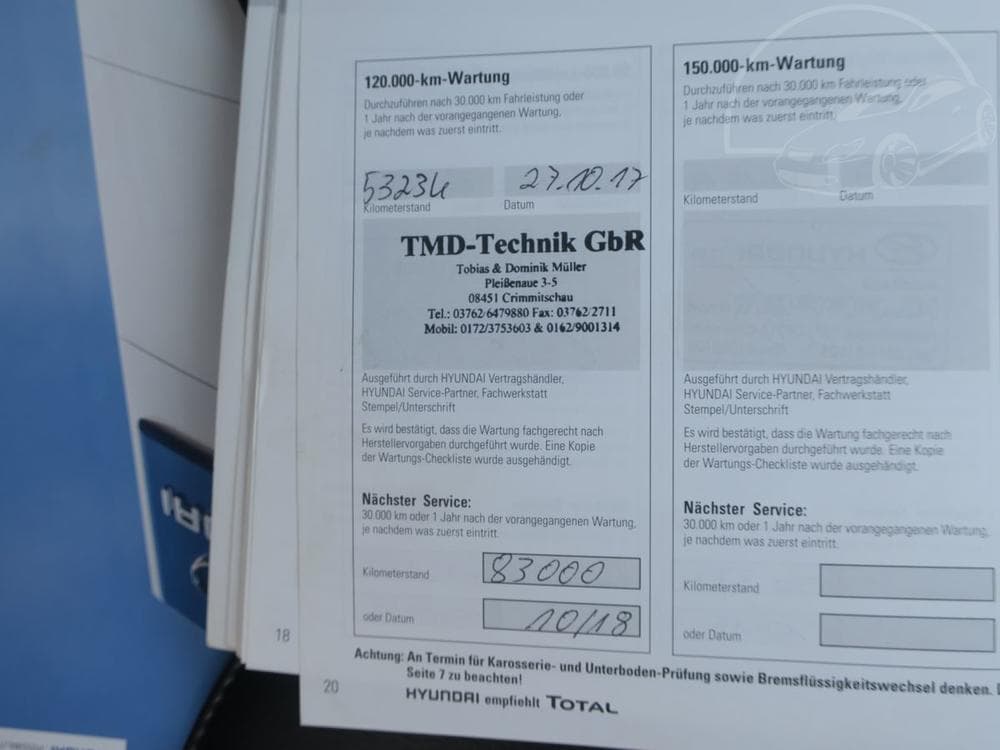 120.000-km-Wartung
Durchzuführen nach 30.000 km Fahrleistung oder
1 Jahr nach der vorangegangenen Wartung,
je nachdem was zuerst eintritt.
53234
27.10.17
Kilometerstand
Datum
TMD-Technik GbR
Tobias & Dominik Müller
Pleißenaue 3-5
08451 Crimmitschau
Tel.: 03762/6479880 Fax: 03762/2711
Mobil: 0172/3753603 & 0162/9001314
Ausgeführt durch HYUNDAI Vertragshändler,
HYUNDAI Service-Partner, Fachwerkstatt
Stempel/Unterschrift
Es wird bestätigt, dass die Wartung fachgerecht nach
Herstellervorgaben durchgeführt wurde. Eine Kopie
der Wartungs-Checkliste wurde ausgehändigt.
Nächster Service:
30.000 km oder 1 Jahr nach der vorangegangenen Wartung,
je nachdem was zuerst eintritt.
Kilometerstand
83000
oder Datum
10/18
150.000-km-Wartung
Durchzuführen nach 30.000 km Fahrleistung oder
1 Jahr nach der vorangegangenen Wartung,
je nachdem was zuerst eintritt.
Kilometerstand
Datum
Ausgeführt durch HYUNDAI Vertragshändler,
HYUNDAI Service-Partner, Fachwerkstatt
Stempel/Unterschrift
Es wird bestätigt, dass die Wartung fachgerecht nach
Herstellervorgaben durchgeführt wurde. Eine Kopie
der Wartungs-Checkliste wurde ausgehändigt.
Nächster Service:
30.000 km oder 1 Jahr nach der vorangegangenen Wartung,
je nachdem was zuerst eintritt.
Kilometerstand
oder Datum
Achtung: An Termin für Karosserie- und Unterboden-Prüfung sowie Bremsflüssigkeitswechsel denken.
Seite 7 zu beachten!
18
20
HYUNDAI empfiehlt TOTAL